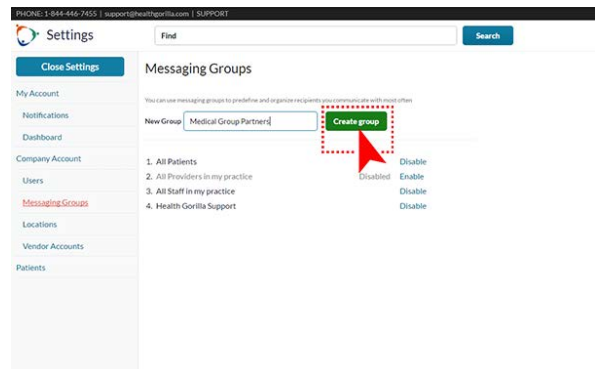 PHONE: 1-844-446-7455 | support@healthgorilla.com | SUPPORT
Settings
Find
Search
Close Settings
Messaging Groups
My Account
You can use messaging groups to predefine and organize recipients you communicate with most often
Notifications
New Group
Medical Group Partners
Create group
Dashboard
Company Account
1. All Patients
Disable
Users
2. All Providers in my practice
Disabled
Enable
3. All Staff in my practice
Disable
Messaging Groups
4. Health Gorilla Support
Disable
Locations
Vendor Accounts
Patients